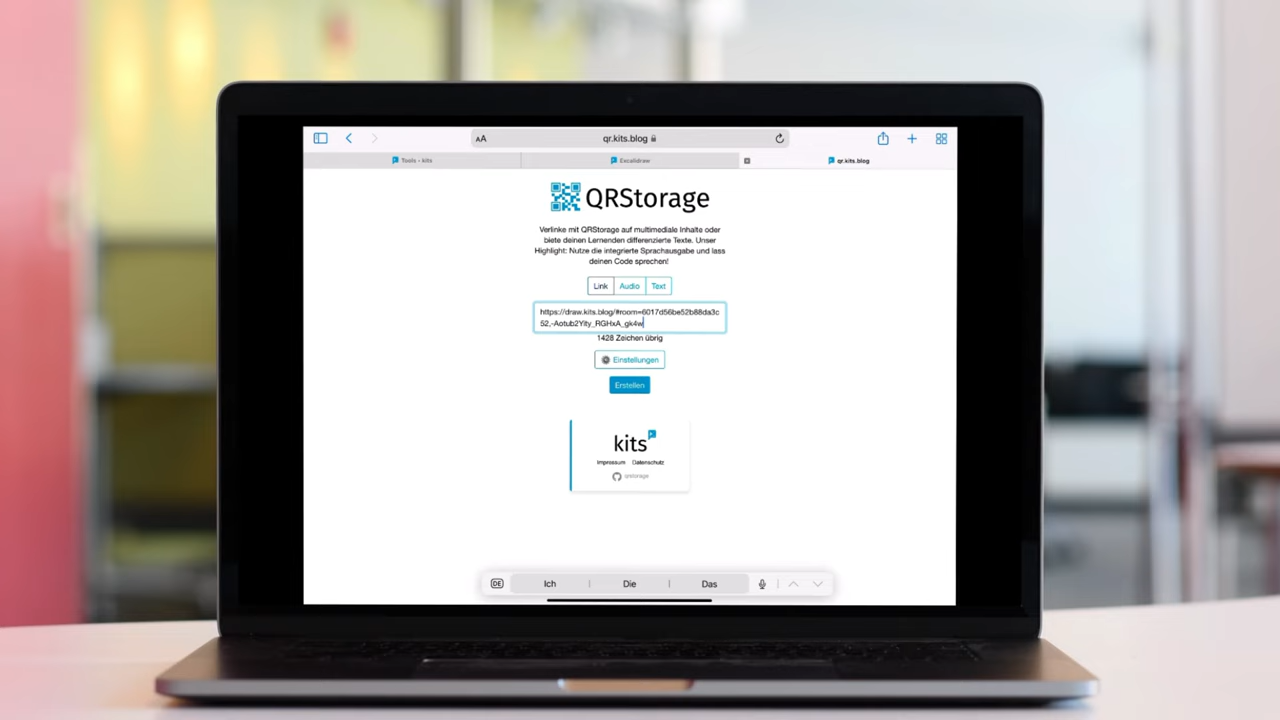 AA qr.kits.blog
Tools - kits Excalidraw qr.kits.blog
QRStorage
Verlinke mit QRStorage auf multimediale Inhalte oder
biete deinen Lernenden differenzierte Texte. Unser
Highlight: Nutze die integrierte Sprachausgabe und lass
deinen Code sprechen!
Link Audio Text
https://draw.kits.blog/#room=6017d56be52b88da3c
52,-Aotub2Yity_RGHxA_gk4w
1428 Zeichen übrig
Einstellungen
Erstellen
kits
Impressum Datenschutz
qrstorage
DE Ich Die Das